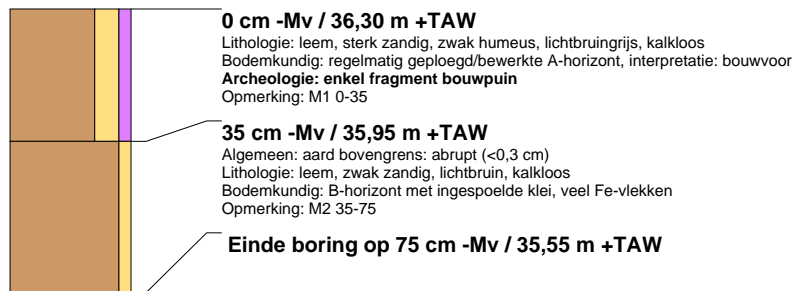 0 cm -Mv / 36,30 m +TAW
Lithologie: leem, sterk zandig, zwak humeus, lichtbruingrijs, kalkloos
Bodemkundig: regelmatig geploegd/bewerkte A-horizont, interpretatie: bouwvoor
Archeologie: enkel fragment bouwpuin
Opmerking: M1 0-35
35 cm -Mv / 35,95 m +TAW
Algemeen: aard bovengrens: abrupt (<0,3 cm)
Lithologie: leem, zwak zandig, lichtbruin, kalkloos
Bodemkundig: B-horizont met ingespoelde klei, veel Fe-vlekken
Opmerking: M2 35-75
Einde boring op 75 cm -Mv / 35,55 m +TAW